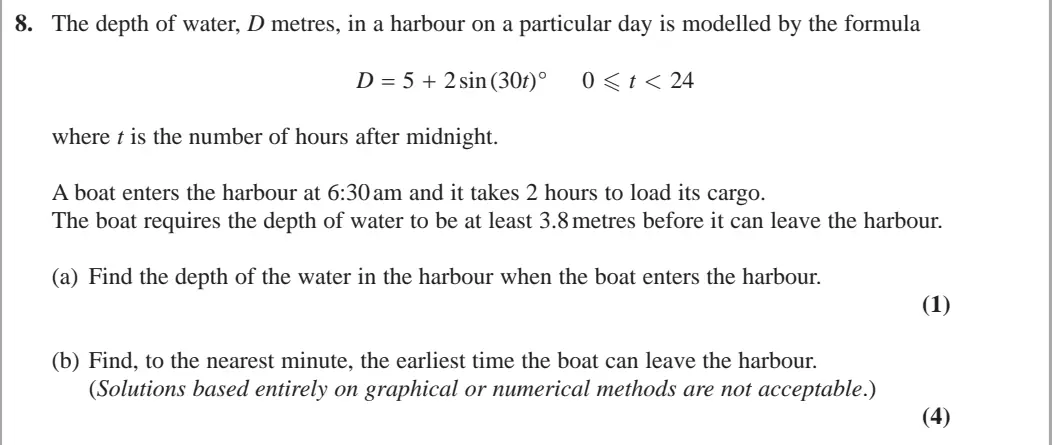 8. The depth of water, D metres, in a harbour on a particular day is modelled by the formula
D = 5 + 2 sin (30t)° 0 ⩽ t < 24
where t is the number of hours after midnight.
A boat enters the harbour at 6:30 am and it takes 2 hours to load its cargo.
The boat requires the depth of water to be at least 3.8 metres before it can leave the harbour.
(a) Find the depth of the water in the harbour when the boat enters the harbour.
(1)
(b) Find, to the nearest minute, the earliest time the boat can leave the harbour.
(Solutions based entirely on graphical or numerical methods are not acceptable.)
(4)